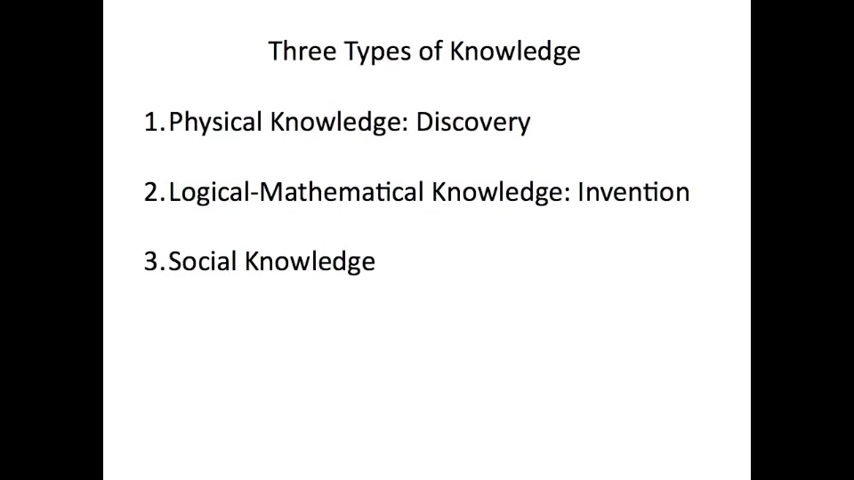 Three Types of Knowledge
1. Physical Knowledge: Discovery
2. Logical-Mathematical Knowledge: Invention
3. Social Knowledge